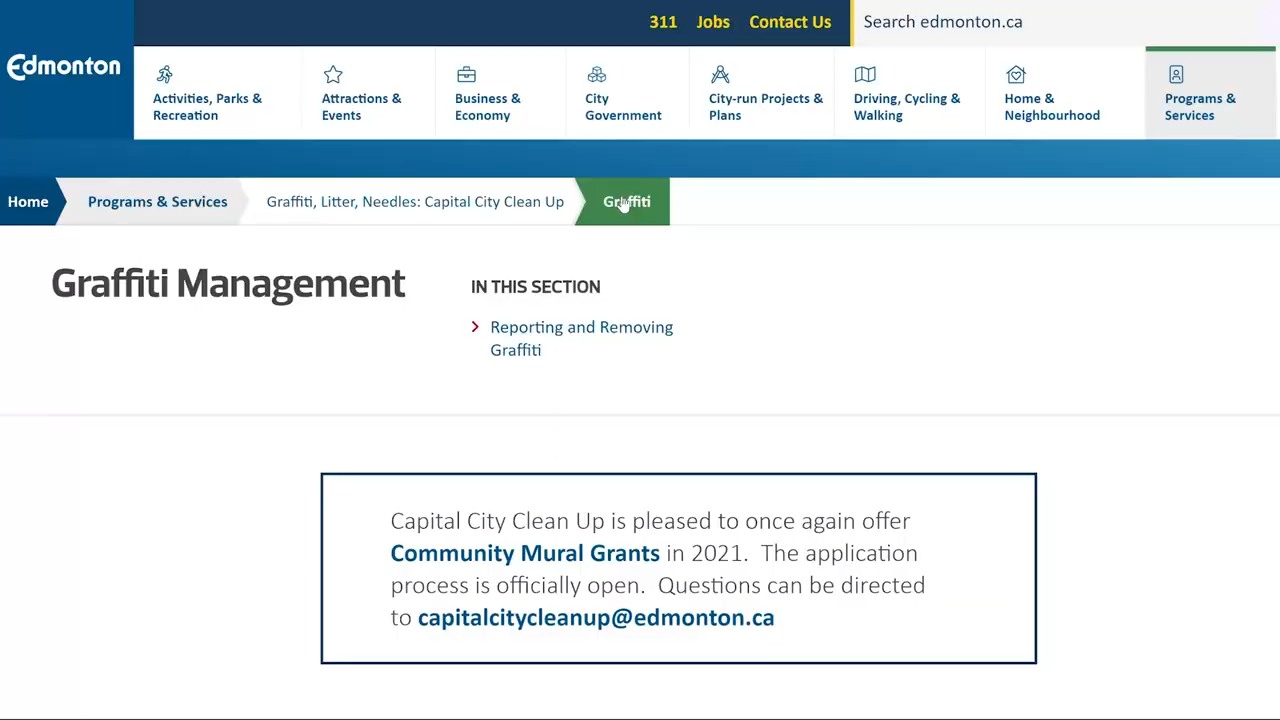 311 Jobs Contact Us Search edmonton.ca
Edmonton
Activities, Parks &
Recreation
Attractions &
Events
Business &
Economy
City
Government
City-run Projects &
Plans
Driving, Cycling &
Walking
Home &
Neighbourhood
Programs &
Services
Home Programs & Services Graffiti, Litter, Needles: Capital City Clean Up Graffiti
Graffiti Management
IN THIS SECTION
Reporting and Removing
Graffiti
Capital City Clean Up is pleased to once again offer
Community Mural Grants in 2021. The application
process is officially open. Questions can be directed
to capitalcitycleanup@edmonton.ca